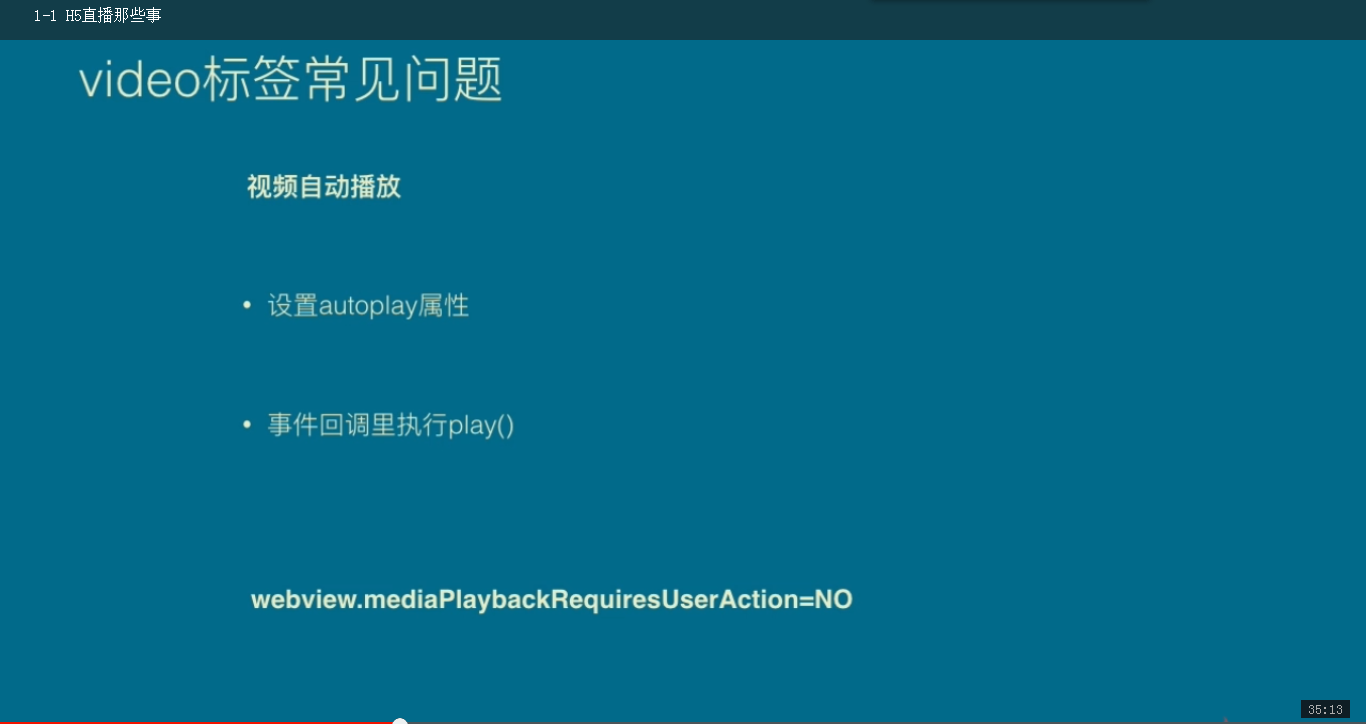 1-1 H5直播那些事
video标签常见问题
视频自动播放
• 设置autoplay属性
• 事件回调里执行play()
webview.mediaPlaybackRequiresUserAction=NO
35:13